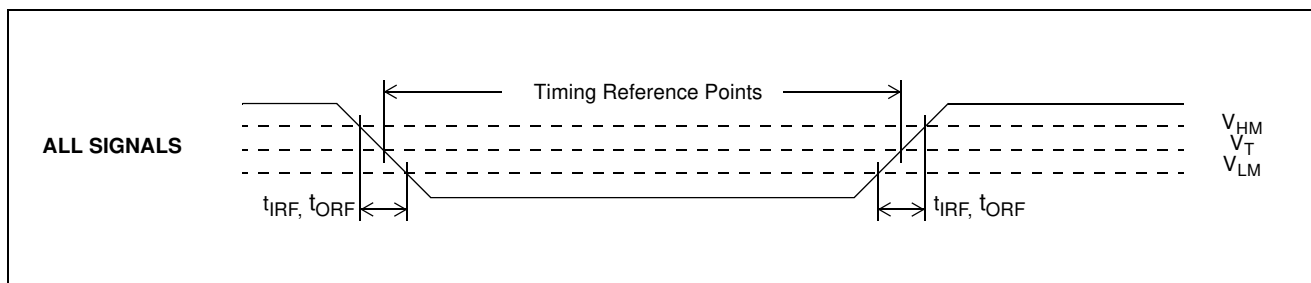 Timing Reference Points
ALL SIGNALS
V_HM
V_T
V_LM
t_IRF, t_ORF
t_IRF, t_ORF